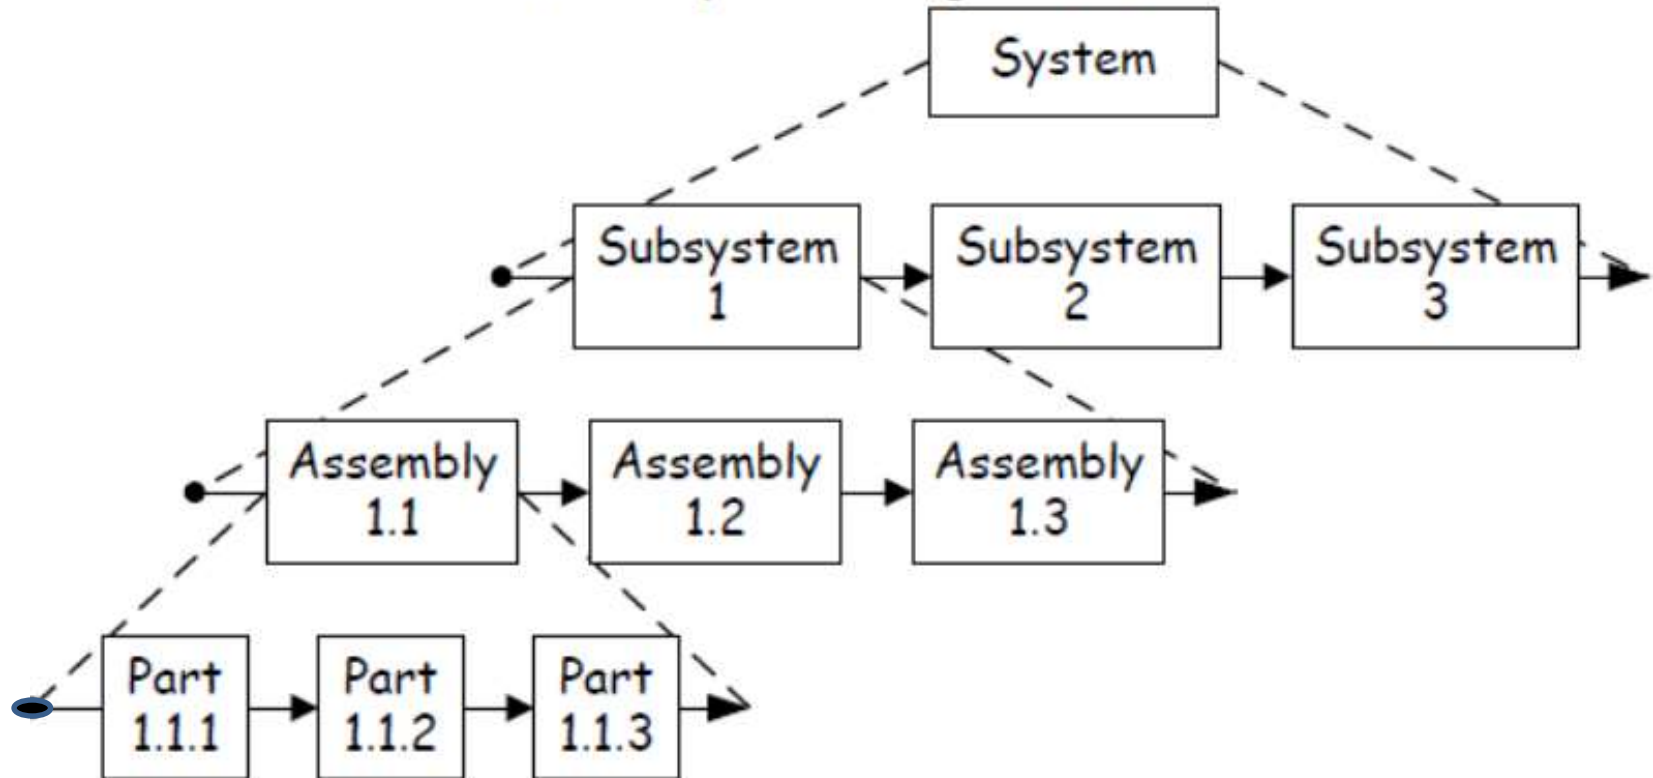 System
Subsystem
1
Subsystem
2
Subsystem
3
Assembly
1.1
Assembly
1.2
Assembly
1.3
Part
1.1.1
Part
1.1.2
Part
1.1.3